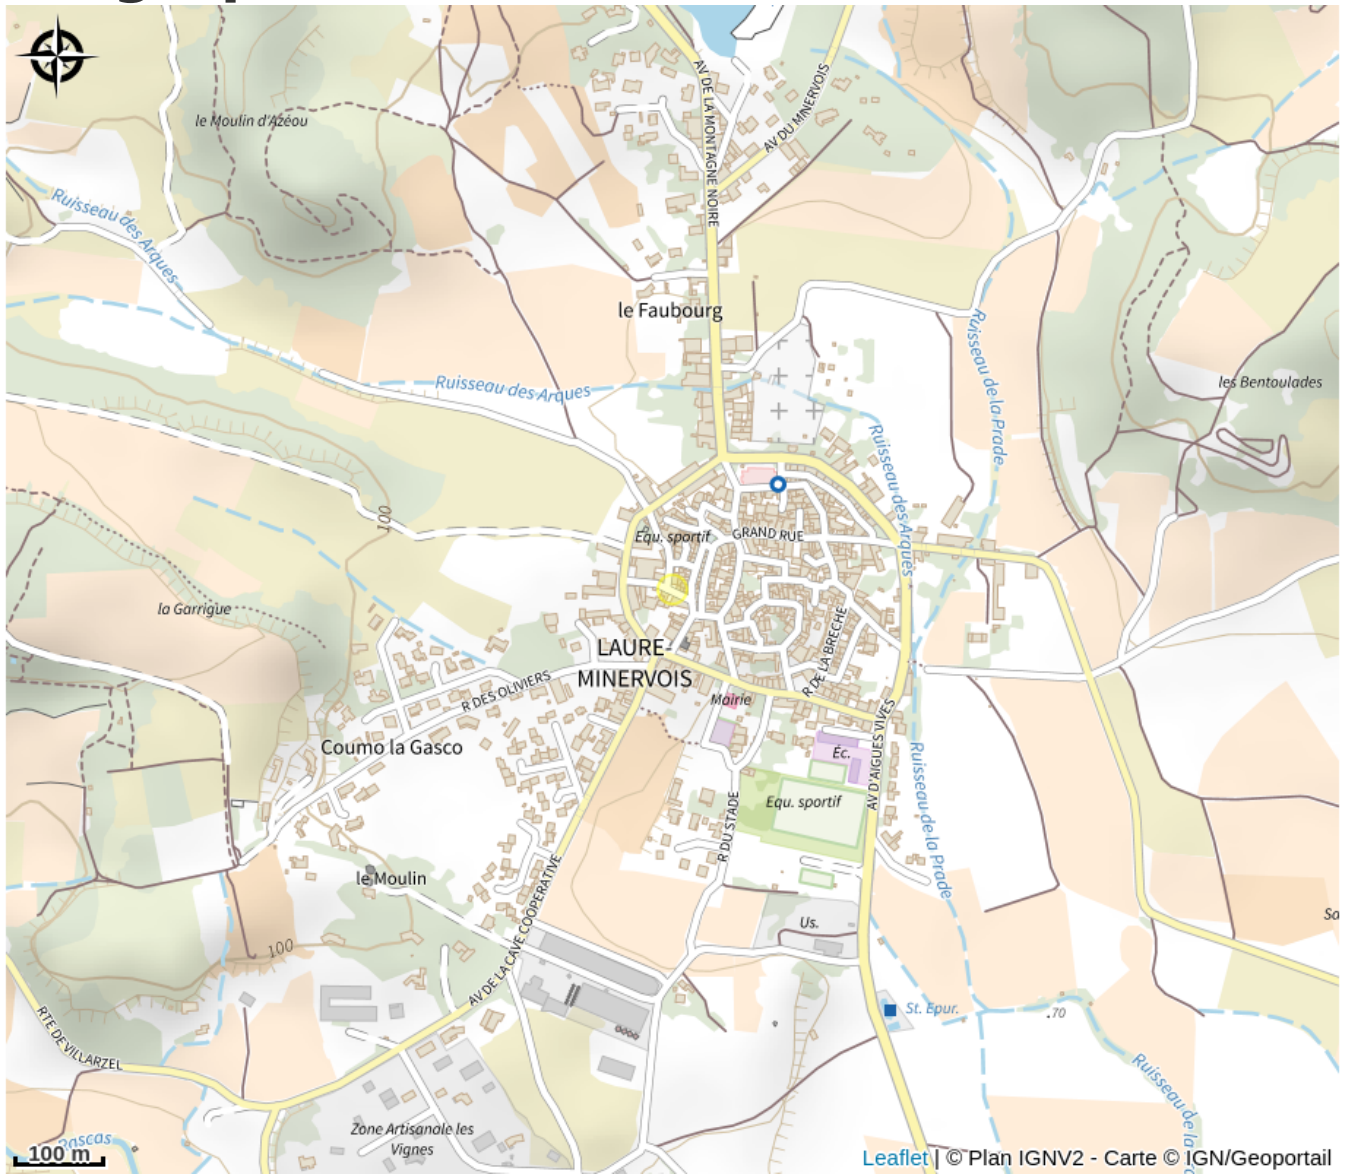 le Moulin d'Azéou
AV DE LA MONTAGNE NOIRE
AV DU MINERVOIS
Ruisseau des Arques
le Faubourg
Ruisseau de la Prade
Ruisseau des Arques
les Bentoulades
Ruisseau des Arques
100
Equ. sportif
GRAND RUE
la Garrigue
R DE LA BRECHE
LAURE-
MINERVOIS
R DES OLIVIERS
Mairie
Coumo la Gasco
Éc.
AV D'AIGUES VIVES
Ruisseau de la Prade
Equ. sportif
R DU STADE
le Moulin
AV DE LA CAVE COOPERATIVE
Us.
100
St. Epur.
70
RTE DE VILLARZEL
Ruisseau de la
Zone Artisanale les
Vignes
100 m
Leaflet | © Plan IGNV2 - Carte © IGN/Geoportail